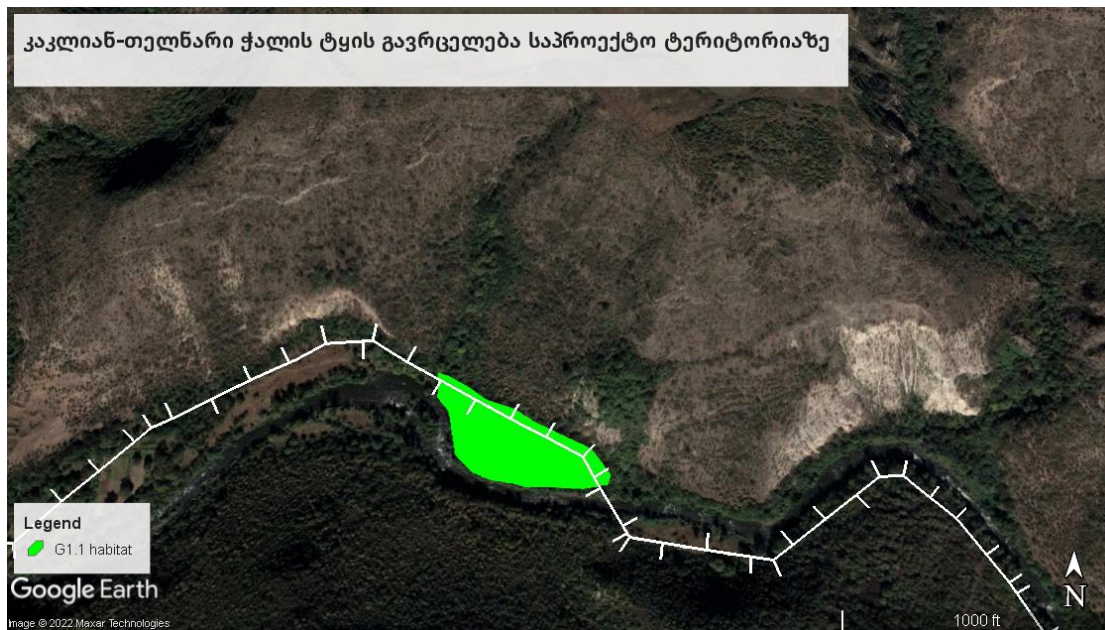 კაკლიან-თელნარი ჭალის ტყის გავრცელება საპროექტო ტერიტორიაზე
Legend
G1.1 habitat
Google Earth
Image © 2022 Maxar Technologies
1000 ft
N